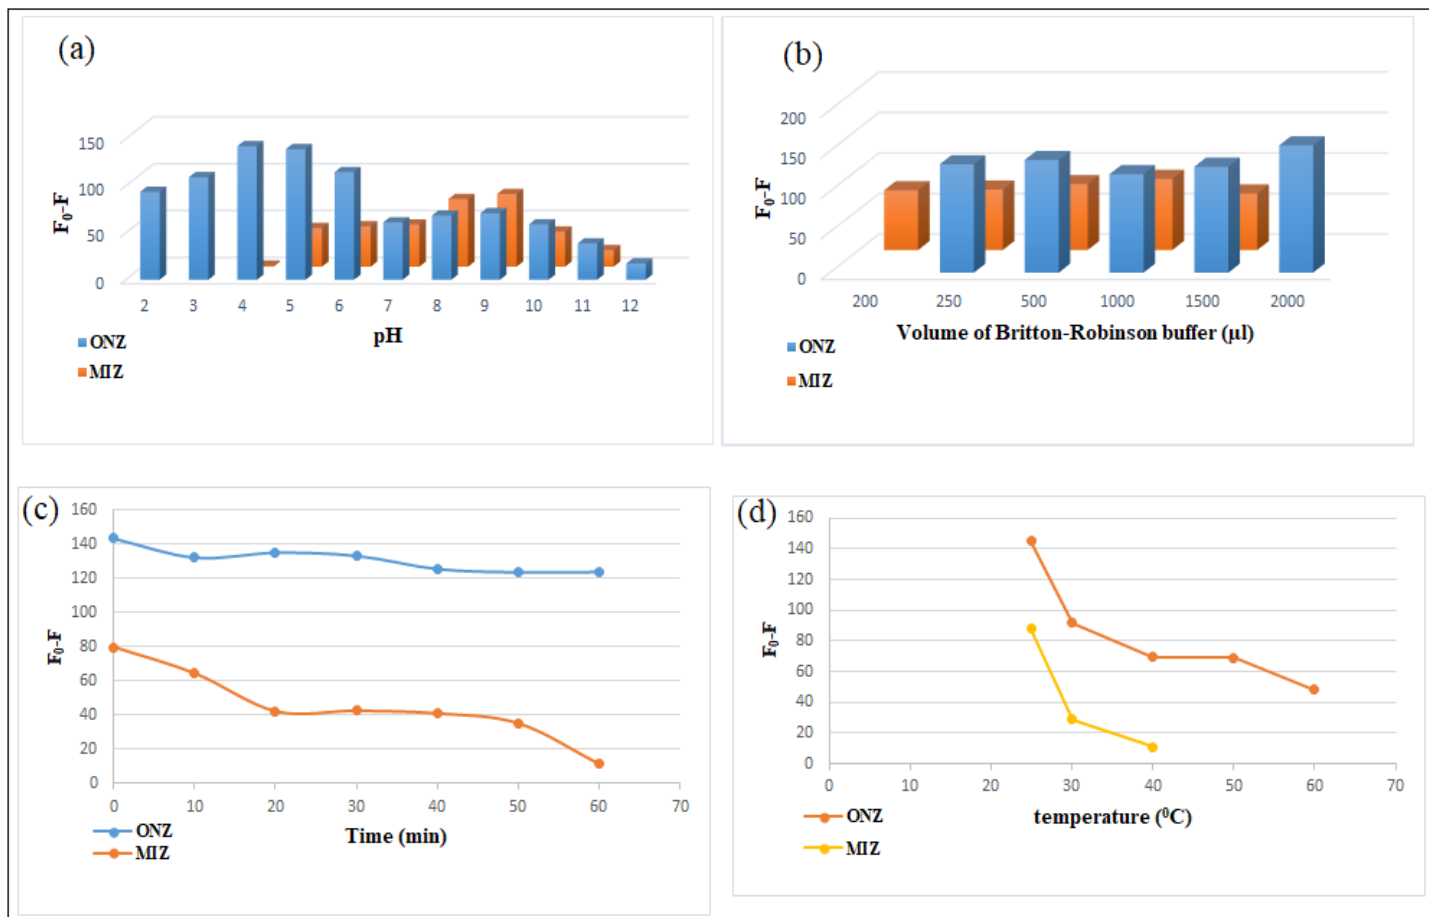 (a)
F₀-F
150
100
50
0
2 3 4 5 6 7 8 9 10 11 12
pH
ONZ
MIZ
(b)
F₀-F
200
150
100
50
0
200 250 500 1000 1500 2000
Volume of Britton-Robinson buffer (µl)
ONZ
MIZ
(c)
F₀-F
160
140
120
100
80
60
40
20
0
0 10 20 30 40 50 60 70
Time (min)
ONZ
MIZ
(d)
F₀-F
160
140
120
100
80
60
40
20
0
0 10 20 30 40 50 60 70
temperature (⁰C)
ONZ
MIZ